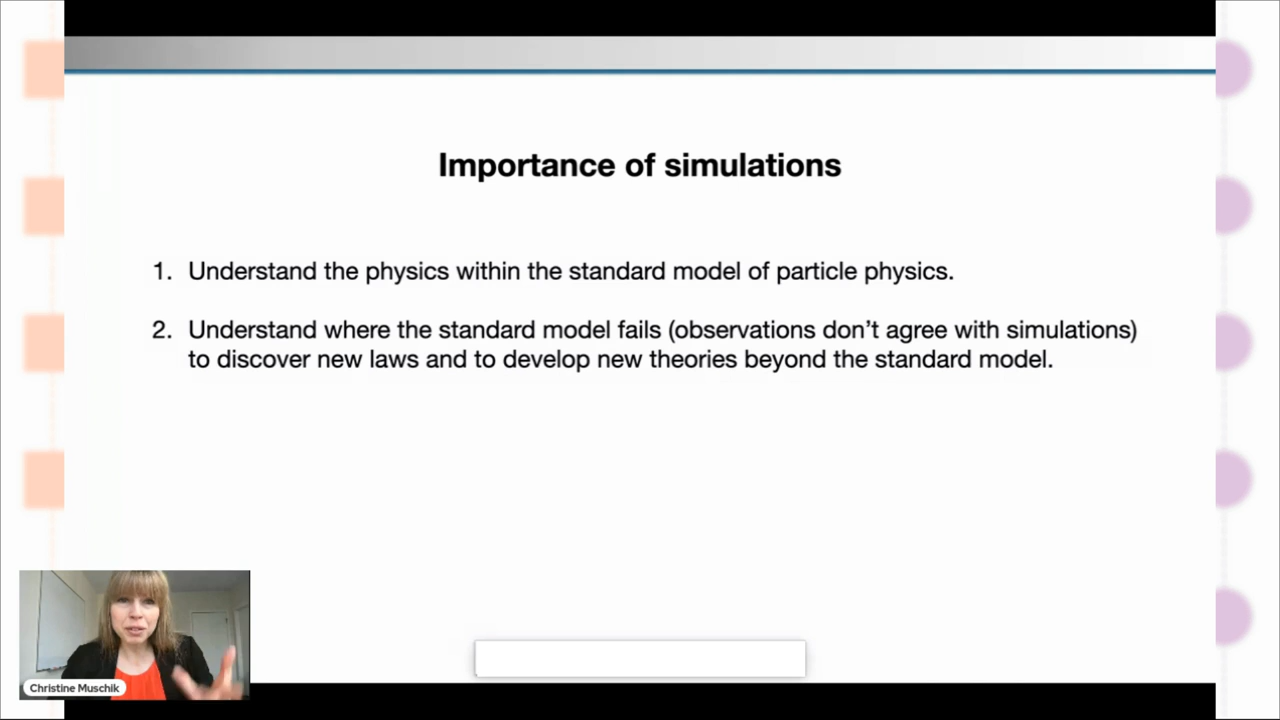 Importance of simulations
1. Understand the physics within the standard model of particle physics.
2. Understand where the standard model fails (observations don’t agree with simulations)
to discover new laws and to develop new theories beyond the standard model.
Christine Muschik